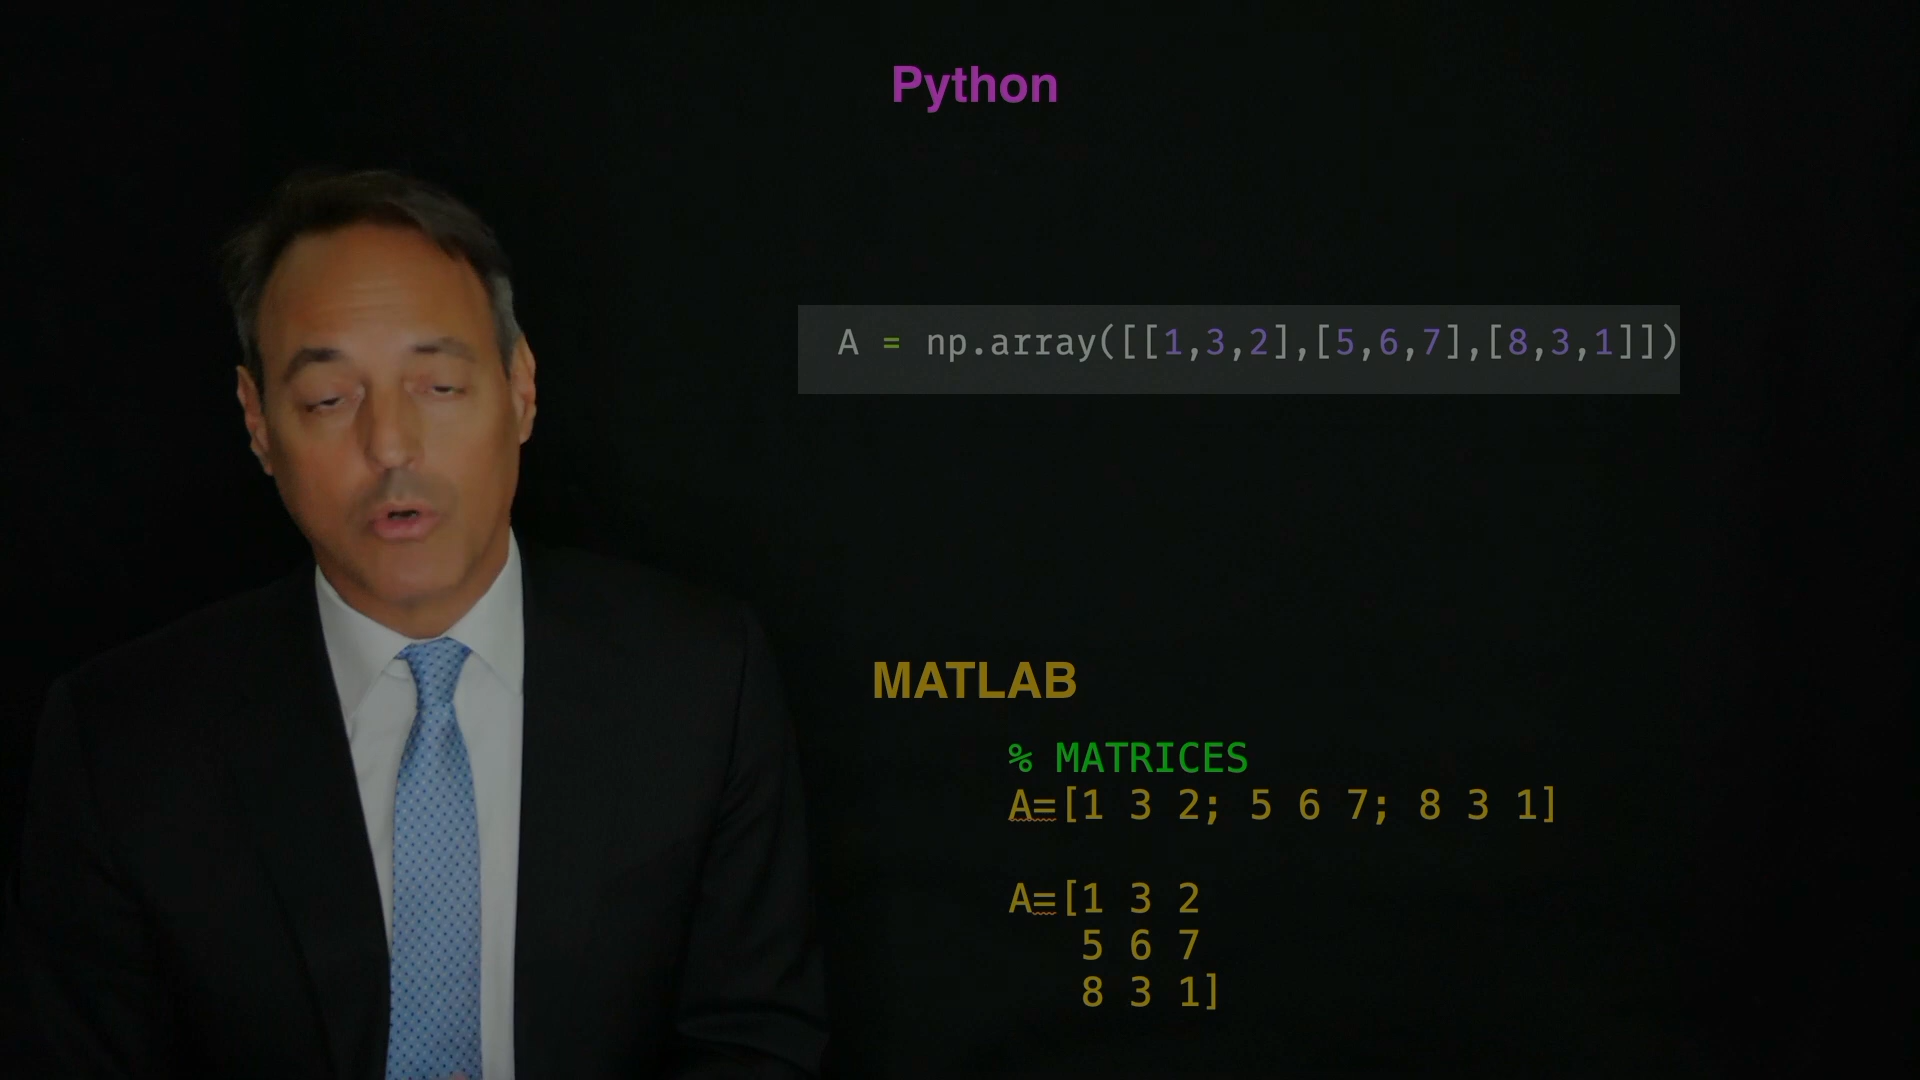 Python
A = np.array([[1,3,2],[5,6,7],[8,3,1]])
MATLAB
% MATRICES
A=[1 3 2; 5 6 7; 8 3 1]
A=[1 3 2
5 6 7
8 3 1]